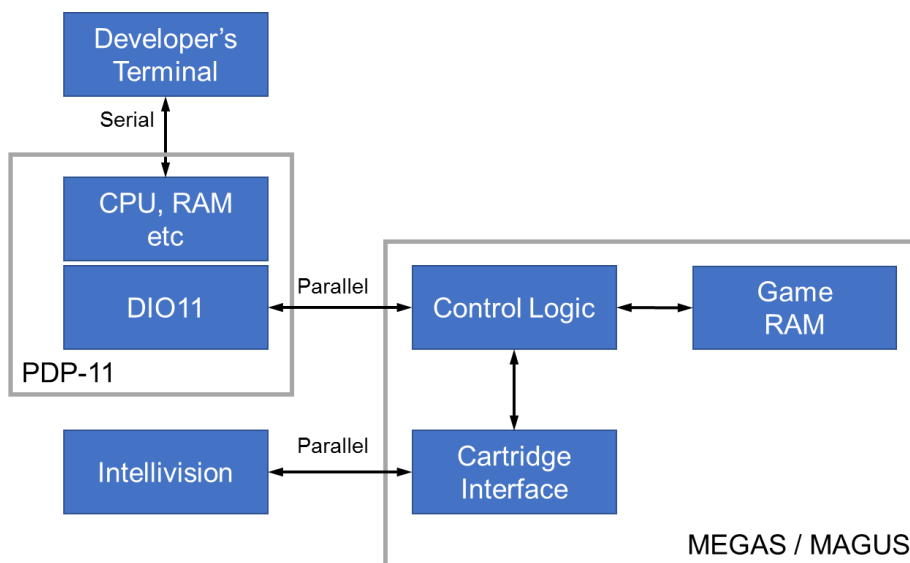 Developer's
Terminal
Serial
CPU, RAM
etc
DIO11
PDP-11
Parallel
Control Logic
Game
RAM
Intellivision
Parallel
Cartridge
Interface
MEGAS / MAGUS